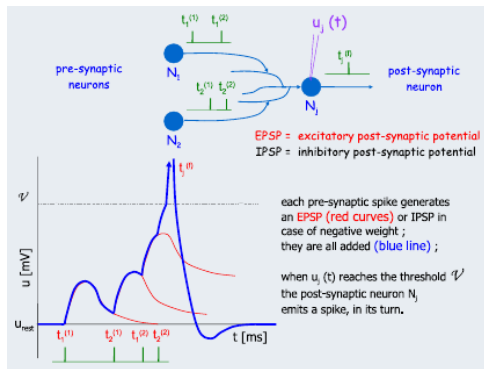 t₁⁽¹⁾ t₁⁽²⁾
uⱼ (t)
pre-synaptic
neurons
N₁
t₂⁽¹⁾ t₂⁽²⁾
N₂
Nⱼ
tⱼ⁽ᶠ⁾
post-synaptic
neuron
EPSP = excitatory post-synaptic potential
IPSP = inhibitory post-synaptic potential
tⱼ⁽ᶠ⁾
𝒱
u [mV]
uᵣₑₛₜ
t₁⁽¹⁾ t₂⁽¹⁾ t₁⁽²⁾ t₂⁽²⁾
t [ms]
each pre-synaptic spike generates
an EPSP (red curves) or IPSP in
case of negative weight ;
they are all added (blue line) ;
when uⱼ (t) reaches the threshold 𝒱
the post-synaptic neuron Nⱼ
emits a spike, in its turn.